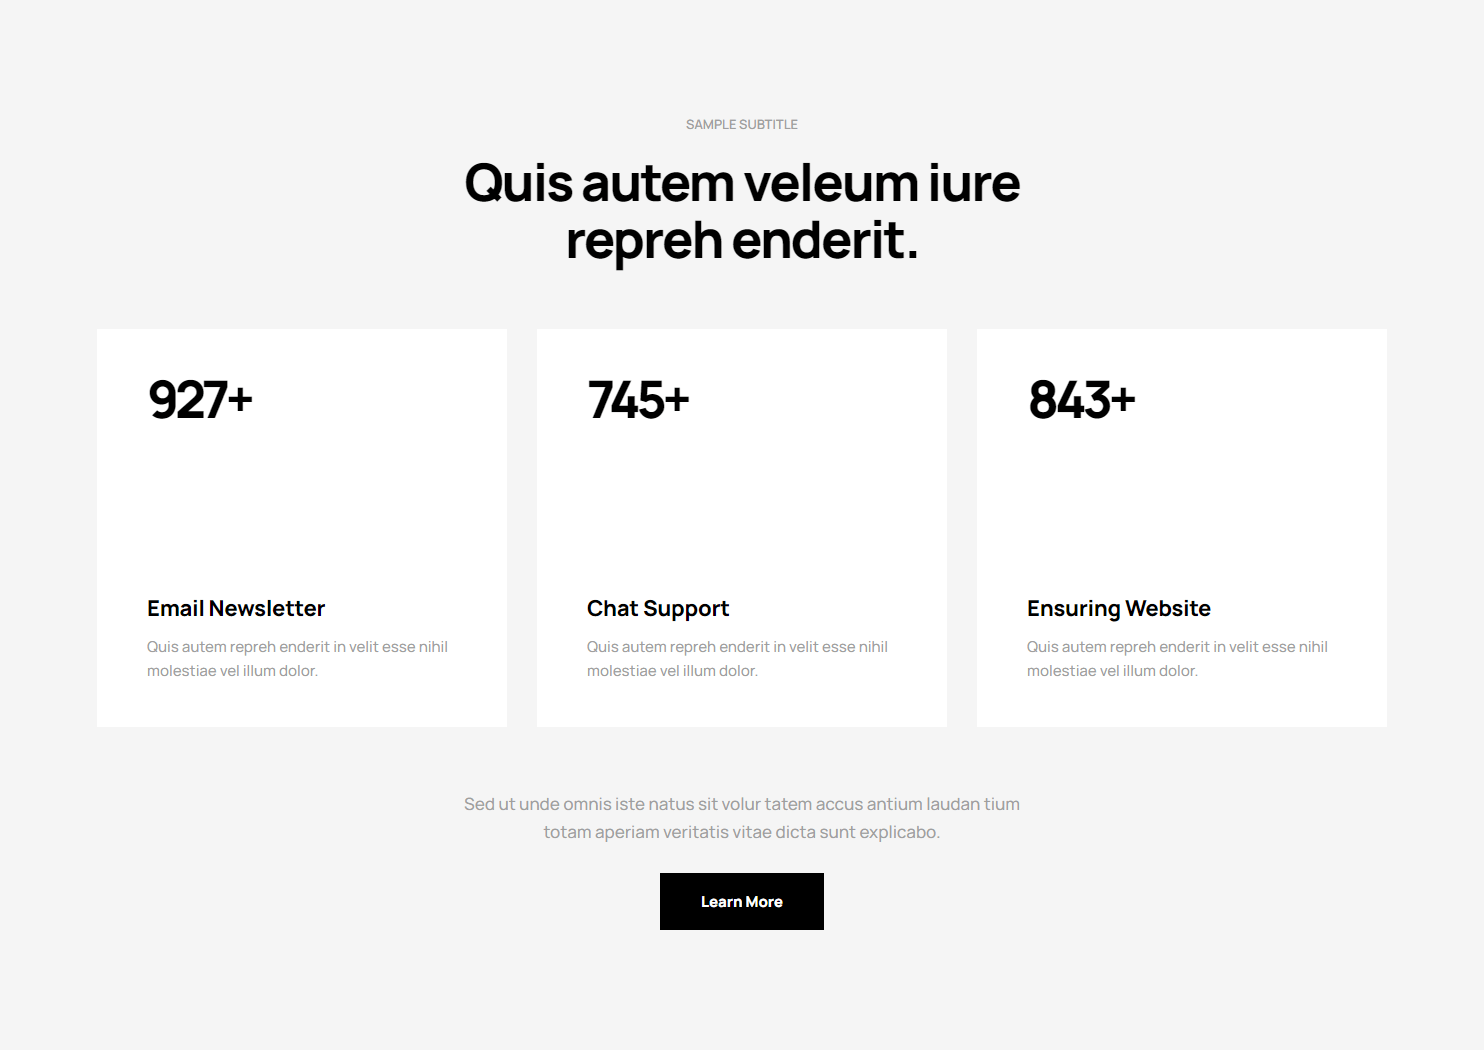 SAMPLE SUBTITLE
Quis autem veleum iure
repreh enderit.
927+
Email Newsletter
Quis autem repreh enderit in velit esse nihil
molestiae vel illum dolor.
745+
Chat Support
Quis autem repreh enderit in velit esse nihil
molestiae vel illum dolor.
843+
Ensuring Website
Quis autem repreh enderit in velit esse nihil
molestiae vel illum dolor.
Sed ut unde omnis iste natus sit volur tatem accus antium laudan tium
totam aperiam veritatis vitae dicta sunt explicabo.
Learn More